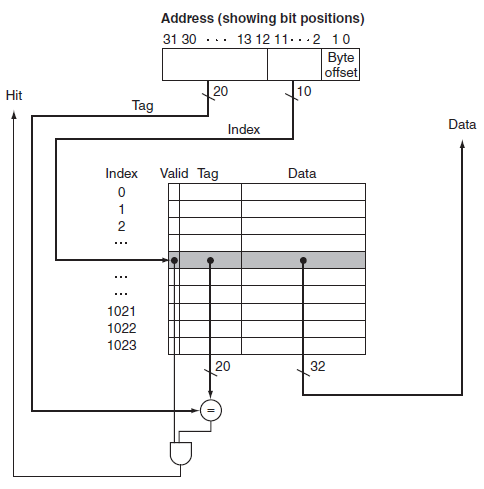 Address (showing bit positions)
31 30 ··· 13 12 11···2 1 0
Byte
offset
20
10
Hit
Tag
Data
Index
Index Valid Tag Data
0
1
2
···
···
···
1021
1022
1023
20
32
=